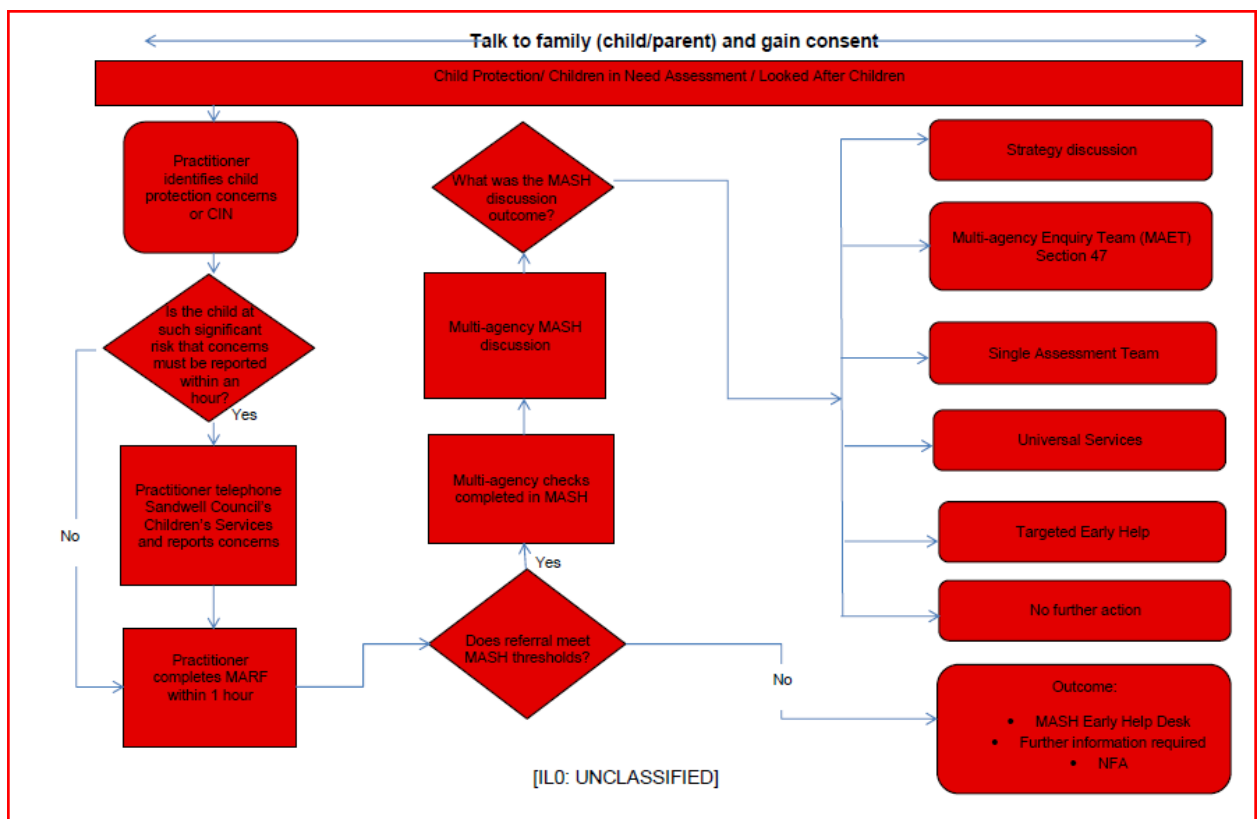 Talk to family (child/parent) and gain consent
Child Protection/ Children in Need Assessment / Looked After Children
Practitioner
identifies child
protection concerns
or CIN
Is the child at
such significant
risk that concerns
must be reported
within an
hour?
Yes
No
Practitioner telephone
Sandwell Council's
Children's Services
and reports concerns
Practitioner
completes MARF
within 1 hour
What was the MASH
discussion
outcome?
Multi-agency MASH
discussion
Multi-agency checks
completed in MASH
Yes
Does referral meet
MASH thresholds?
No
Strategy discussion
Multi-agency Enquiry Team (MAET)
Section 47
Single Assessment Team
Universal Services
Targeted Early Help
No further action
Outcome:
• MASH Early Help Desk
• Further information required
• NFA
[IL0: UNCLASSIFIED]